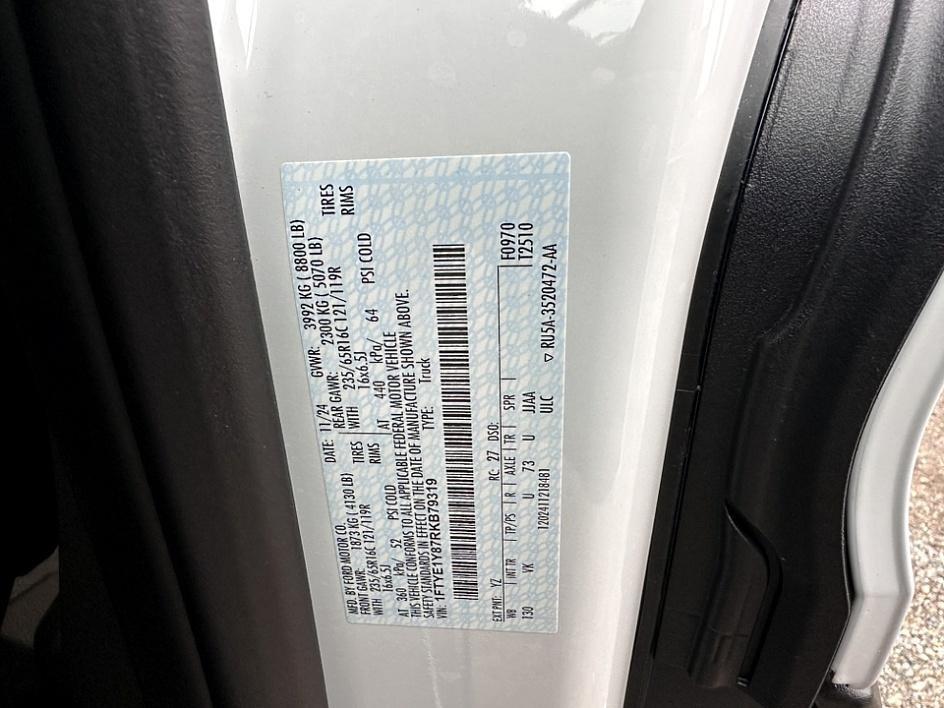 MFD. BY FORD MOTOR CO.
DATE: 11/24 GVWR: 3992 KG ( 8800 LB)
FRONT GAWR: 1873 KG ( 4130 LB) REAR GAWR: 2300 KG ( 5070 LB)
WITH 235/65R16C 121/119R TIRES WITH 235/65R16C 121/119R TIRES
16x6.5J RIMS 16x6.5J RIMS
AT 360 kPa/ 52 PSI COLD AT 440 kPa/ 64 PSI COLD
THIS VEHICLE CONFORMS TO ALL APPLICABLE FEDERAL MOTOR VEHICLE
SAFETY STANDARDS IN EFFECT ON THE DATE OF MANUFACTURE SHOWN ABOVE.
VIN: 1FTYE1Y87RKB79319 TYPE: Truck
EXT PNT: YZ RC: 27 DSO: F0970
WB INT TR TP/PS R AXLE TR SPR TZ510
130 VK U 73 U JJAA
1202411218481 ULC
▽ RU5A-3520472-AA